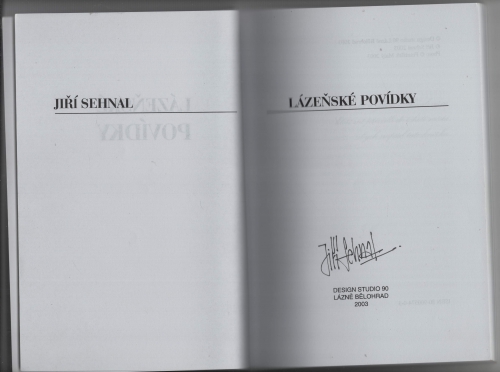 JIŘÍ SEHNAL
LÁZEŇSKÉ POVÍDKY
Jiří Sehnal
DESIGN STUDIO 90
LÁZNĚ BĚLOHRAD
2003